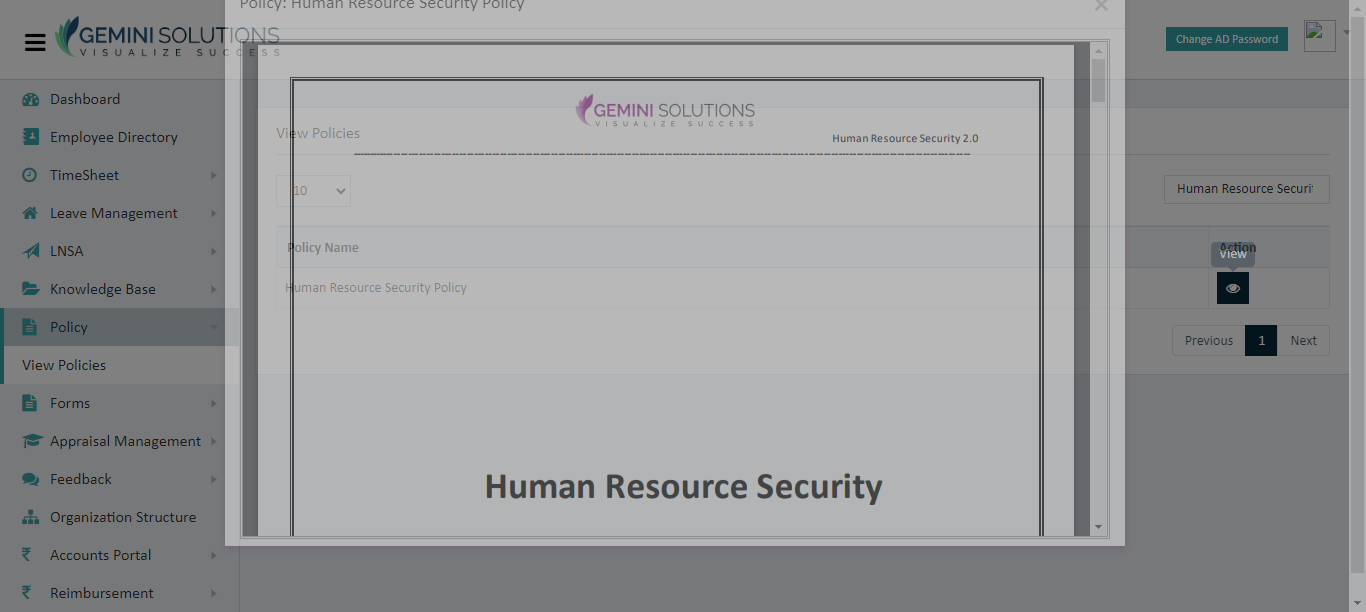 Policy: Human Resource Security Policy
×
GEMINI SOLUTIONS
VISUALIZE SUCCESS
Change AD Password
Dashboard
Employee Directory
TimeSheet
Leave Management
LNSA
Knowledge Base
Policy
View Policies
Forms
Appraisal Management
Feedback
Organization Structure
Accounts Portal
Reimbursement
GEMINI SOLUTIONS
VISUALIZE SUCCESS
Human Resource Security 2.0
Human Resource Security
View Policies
10
Human Resource Securit
Policy Name
Action
View
Human Resource Security Policy
Previous
1
Next